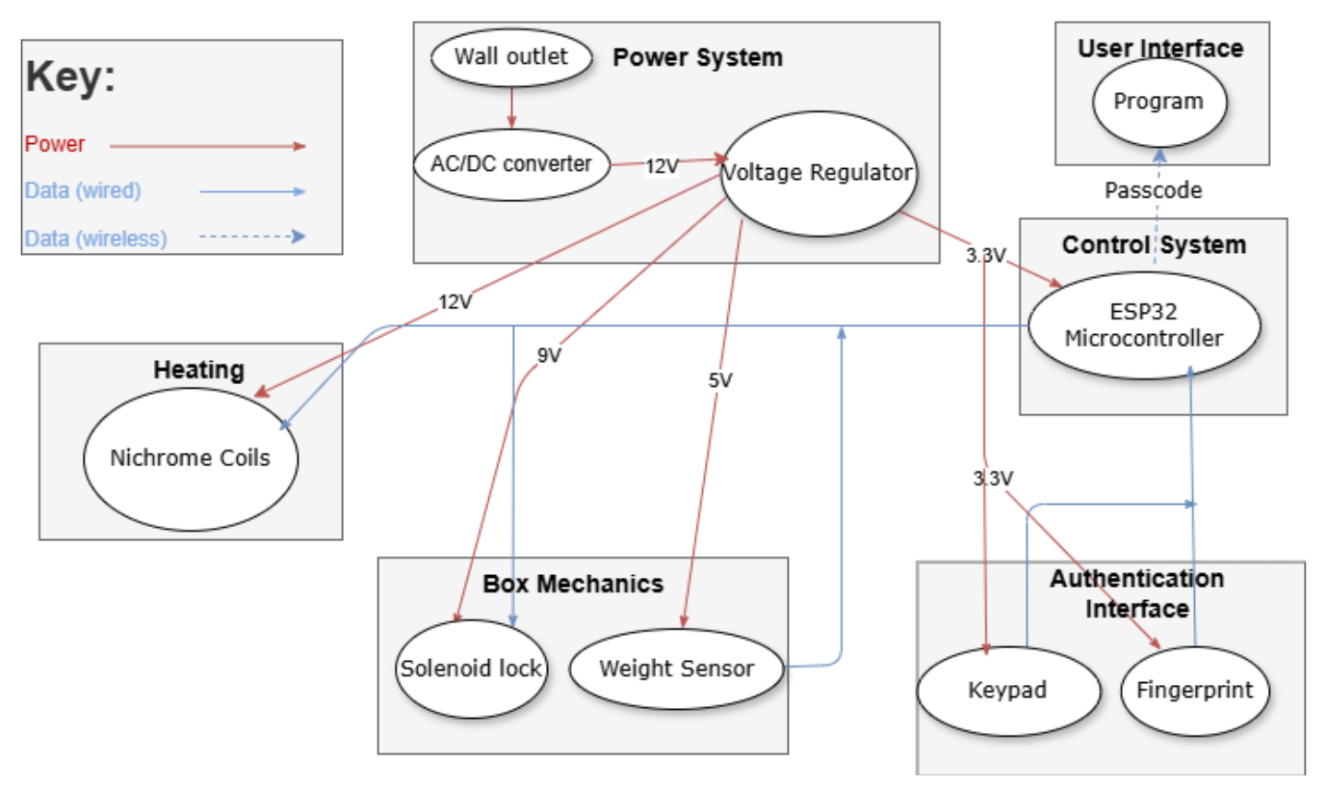 Key:
Power
Data (wired)
Data (wireless)
Power System
Wall outlet
AC/DC converter
12V
Voltage Regulator
User Interface
Program
Passcode
Control System
ESP32
Microcontroller
3.3V
12V
9V
5V
3.3V
Heating
Nichrome Coils
Box Mechanics
Solenoid lock
Weight Sensor
Authentication
Interface
Keypad
Fingerprint